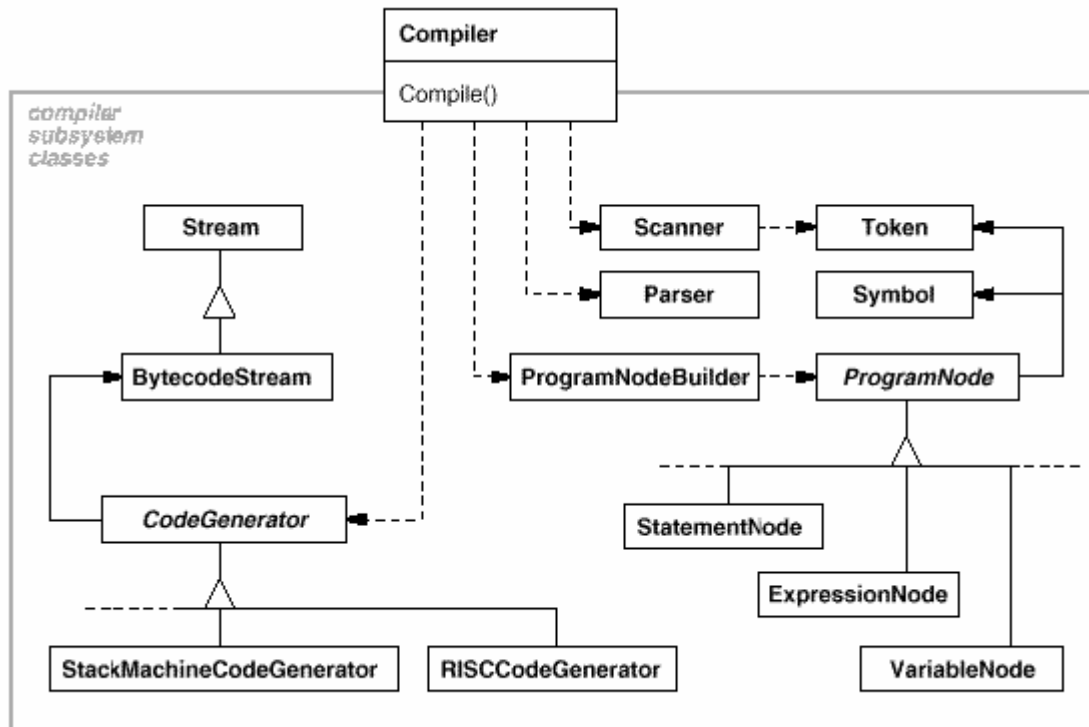 Compiler
Compile()
compiler
subsystem
classes
Stream
Scanner
Token
Parser
Symbol
BytecodeStream
ProgramNodeBuilder
ProgramNode
CodeGenerator
StatementNode
ExpressionNode
StackMachineCodeGenerator
RISCCodeGenerator
VariableNode